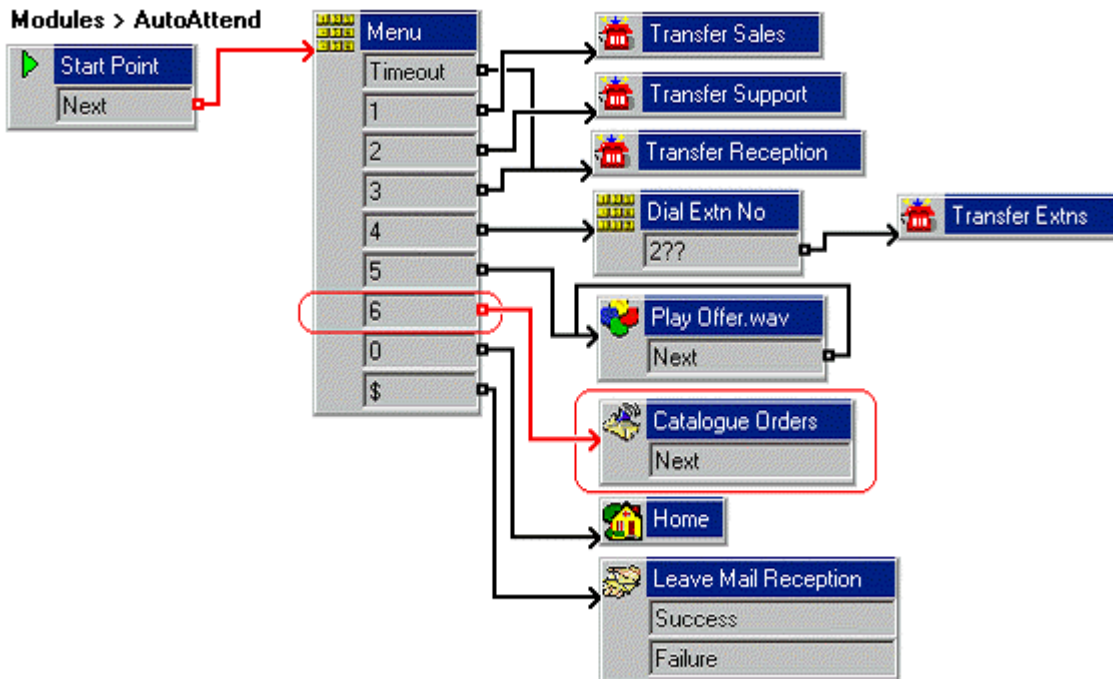 Modules > AutoAttend
Start Point
Next
Menu
Timeout
1
2
3
4
5
6
0
$
Transfer Sales
Transfer Support
Transfer Reception
Dial Extn No
2??
Transfer Extns
Play Offer.wav
Next
Catalogue Orders
Next
Home
Leave Mail Reception
Success
Failure